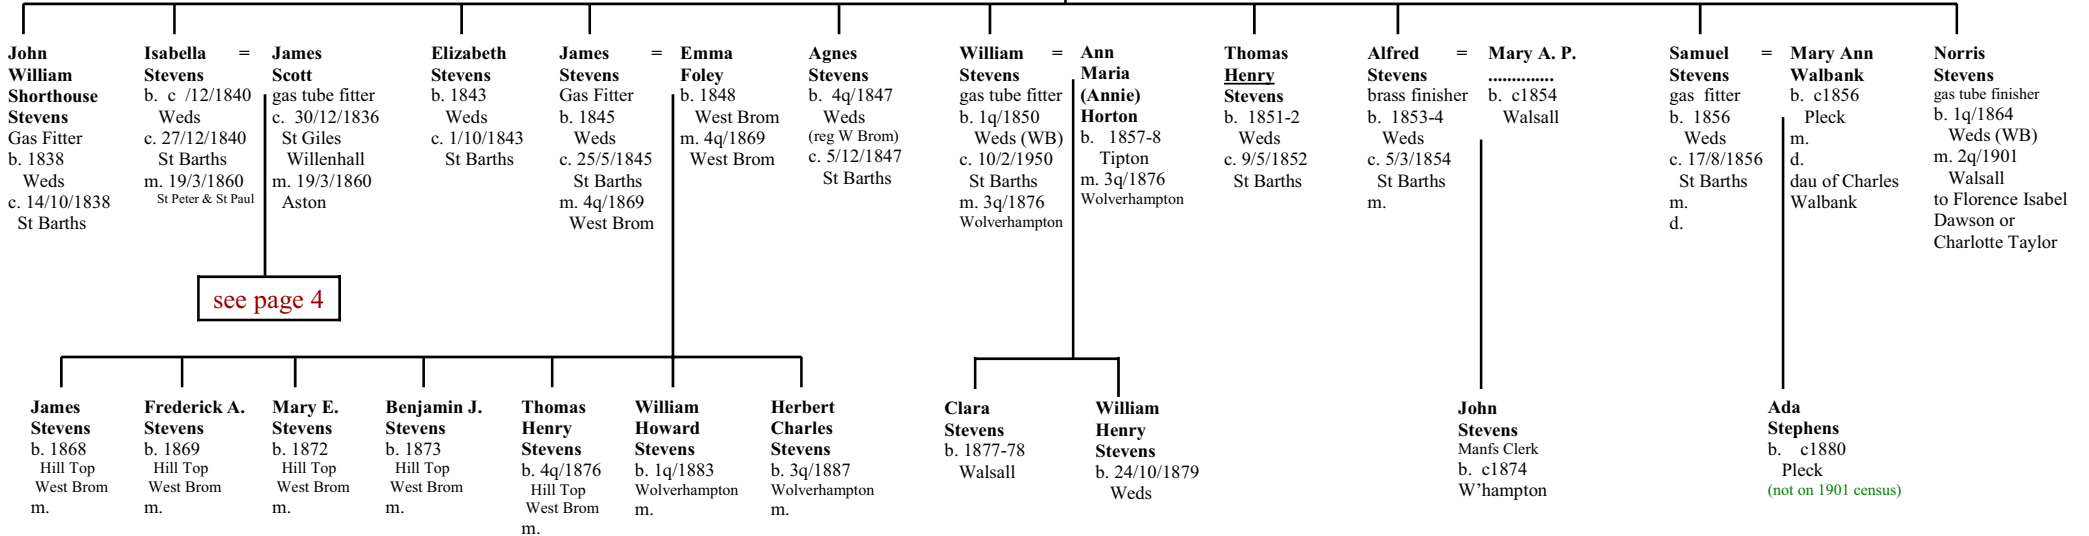 John
William
Shorthouse
Stevens
Gas Fitter
b. 1838
Weds
c. 14/10/1838
St Barths
Isabella =
Stevens
b. c /12/1840
Weds
c. 27/12/1840
St Barths
m. 19/3/1860
St Peter & St Paul
James
Scott
gas tube fitter
c. 30/12/1836
St Giles
Willenhall
m. 19/3/1860
Aston
see page 4
Elizabeth
Stevens
b. 1843
Weds
c. 1/10/1843
St Barths
James =
Stevens
Gas Fitter
b. 1845
Weds
c. 25/5/1845
St Barths
m. 4q/1869
West Brom
Emma
Foley
b. 1848
West Brom
m. 4q/1869
West Brom
Agnes
Stevens
b. 4q/1847
Weds
(reg W Brom)
c. 5/12/1847
St Barths
William =
Stevens
gas tube fitter
b. 1q/1850
Weds (WB)
c. 10/2/1950
St Barths
m. 3q/1876
Wolverhampton
Ann
Maria
(Annie)
Horton
b. 1857-8
Tipton
m. 3q/1876
Wolverhampton
Thomas
Henry
Stevens
b. 1851-2
Weds
c. 9/5/1852
St Barths
Alfred =
Stevens
brass finisher
b. 1853-4
Weds
c. 5/3/1854
St Barths
m.
Mary A. P.
..............
b. c1854
Walsall
Samuel =
Stevens
gas fitter
b. 1856
Weds
c. 17/8/1856
St Barths
m.
d.
Mary Ann
Walbank
b. c1856
Pleck
m.
d.
dau of Charles
Walbank
Norris
Stevens
gas tube finisher
b. 1q/1864
Weds (WB)
m. 2q/1901
Walsall
to Florence Isabel
Dawson or
Charlotte Taylor
James
Stevens
b. 1868
Hill Top
West Brom
m.
Frederick A.
Stevens
b. 1869
Hill Top
West Brom
m.
Mary E.
Stevens
b. 1872
Hill Top
West Brom
m.
Benjamin J.
Stevens
b. 1873
Hill Top
West Brom
m.
Thomas
Henry
Stevens
b. 4q/1876
Hill Top
West Brom
m.
William
Howard
Stevens
b. 1q/1883
Wolverhampton
m.
Herbert
Charles
Stevens
b. 3q/1887
Wolverhampton
m.
Clara
Stevens
b. 1877-78
Walsall
William
Henry
Stevens
b. 24/10/1879
Weds
John
Stevens
Manfs Clerk
b. c1874
W'hampton
Ada
Stephens
b. c1880
Pleck
(not on 1901 census)